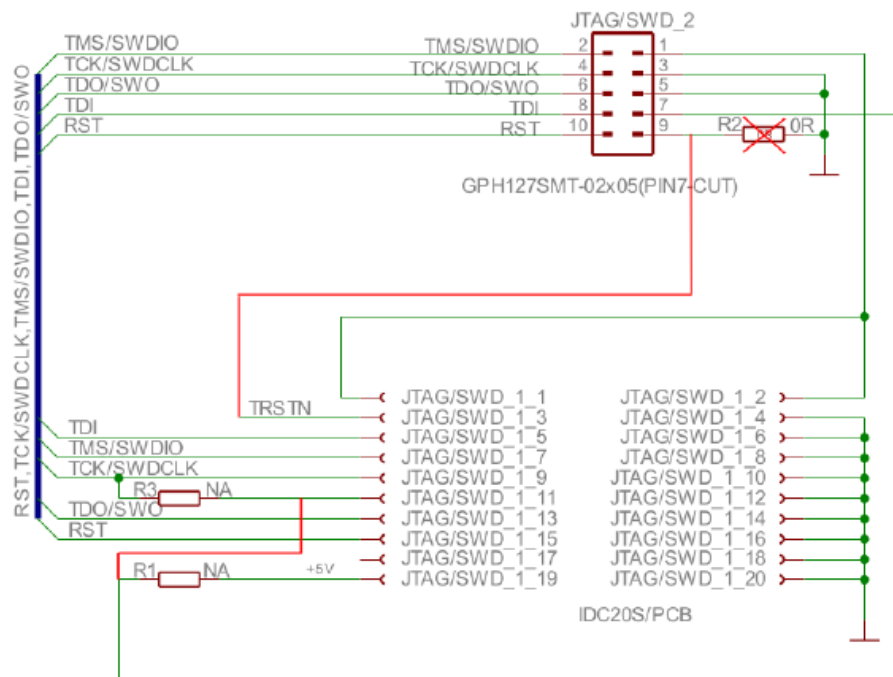 JTAG/SWD_2
TMS/SWDIO TMS/SWDIO 2 1
TCK/SWDCLK TCK/SWDCLK 4 3
TDO/SWO TDO/SWO 6 5
TDI TDI 8 7
RST RST 10 9 R2 0R
GPH127SMT-02x05(PIN7-CUT)
RST,TCK/SWDCLK,TMS/SWDIO,TDI,TDO/SWO
JTAG/SWD_1_1 JTAG/SWD_1_2
TRSTN JTAG/SWD_1_3 JTAG/SWD_1_4
TDI JTAG/SWD_1_5 JTAG/SWD_1_6
TMS/SWDIO JTAG/SWD_1_7 JTAG/SWD_1_8
TCK/SWDCLK JTAG/SWD_1_9 JTAG/SWD_1_10
R3 NA JTAG/SWD_1_11 JTAG/SWD_1_12
TDO/SWO JTAG/SWD_1_13 JTAG/SWD_1_14
RST JTAG/SWD_1_15 JTAG/SWD_1_16
JTAG/SWD_1_17 JTAG/SWD_1_18
R1 NA +5V JTAG/SWD_1_19 JTAG/SWD_1_20
IDC20S/PCB